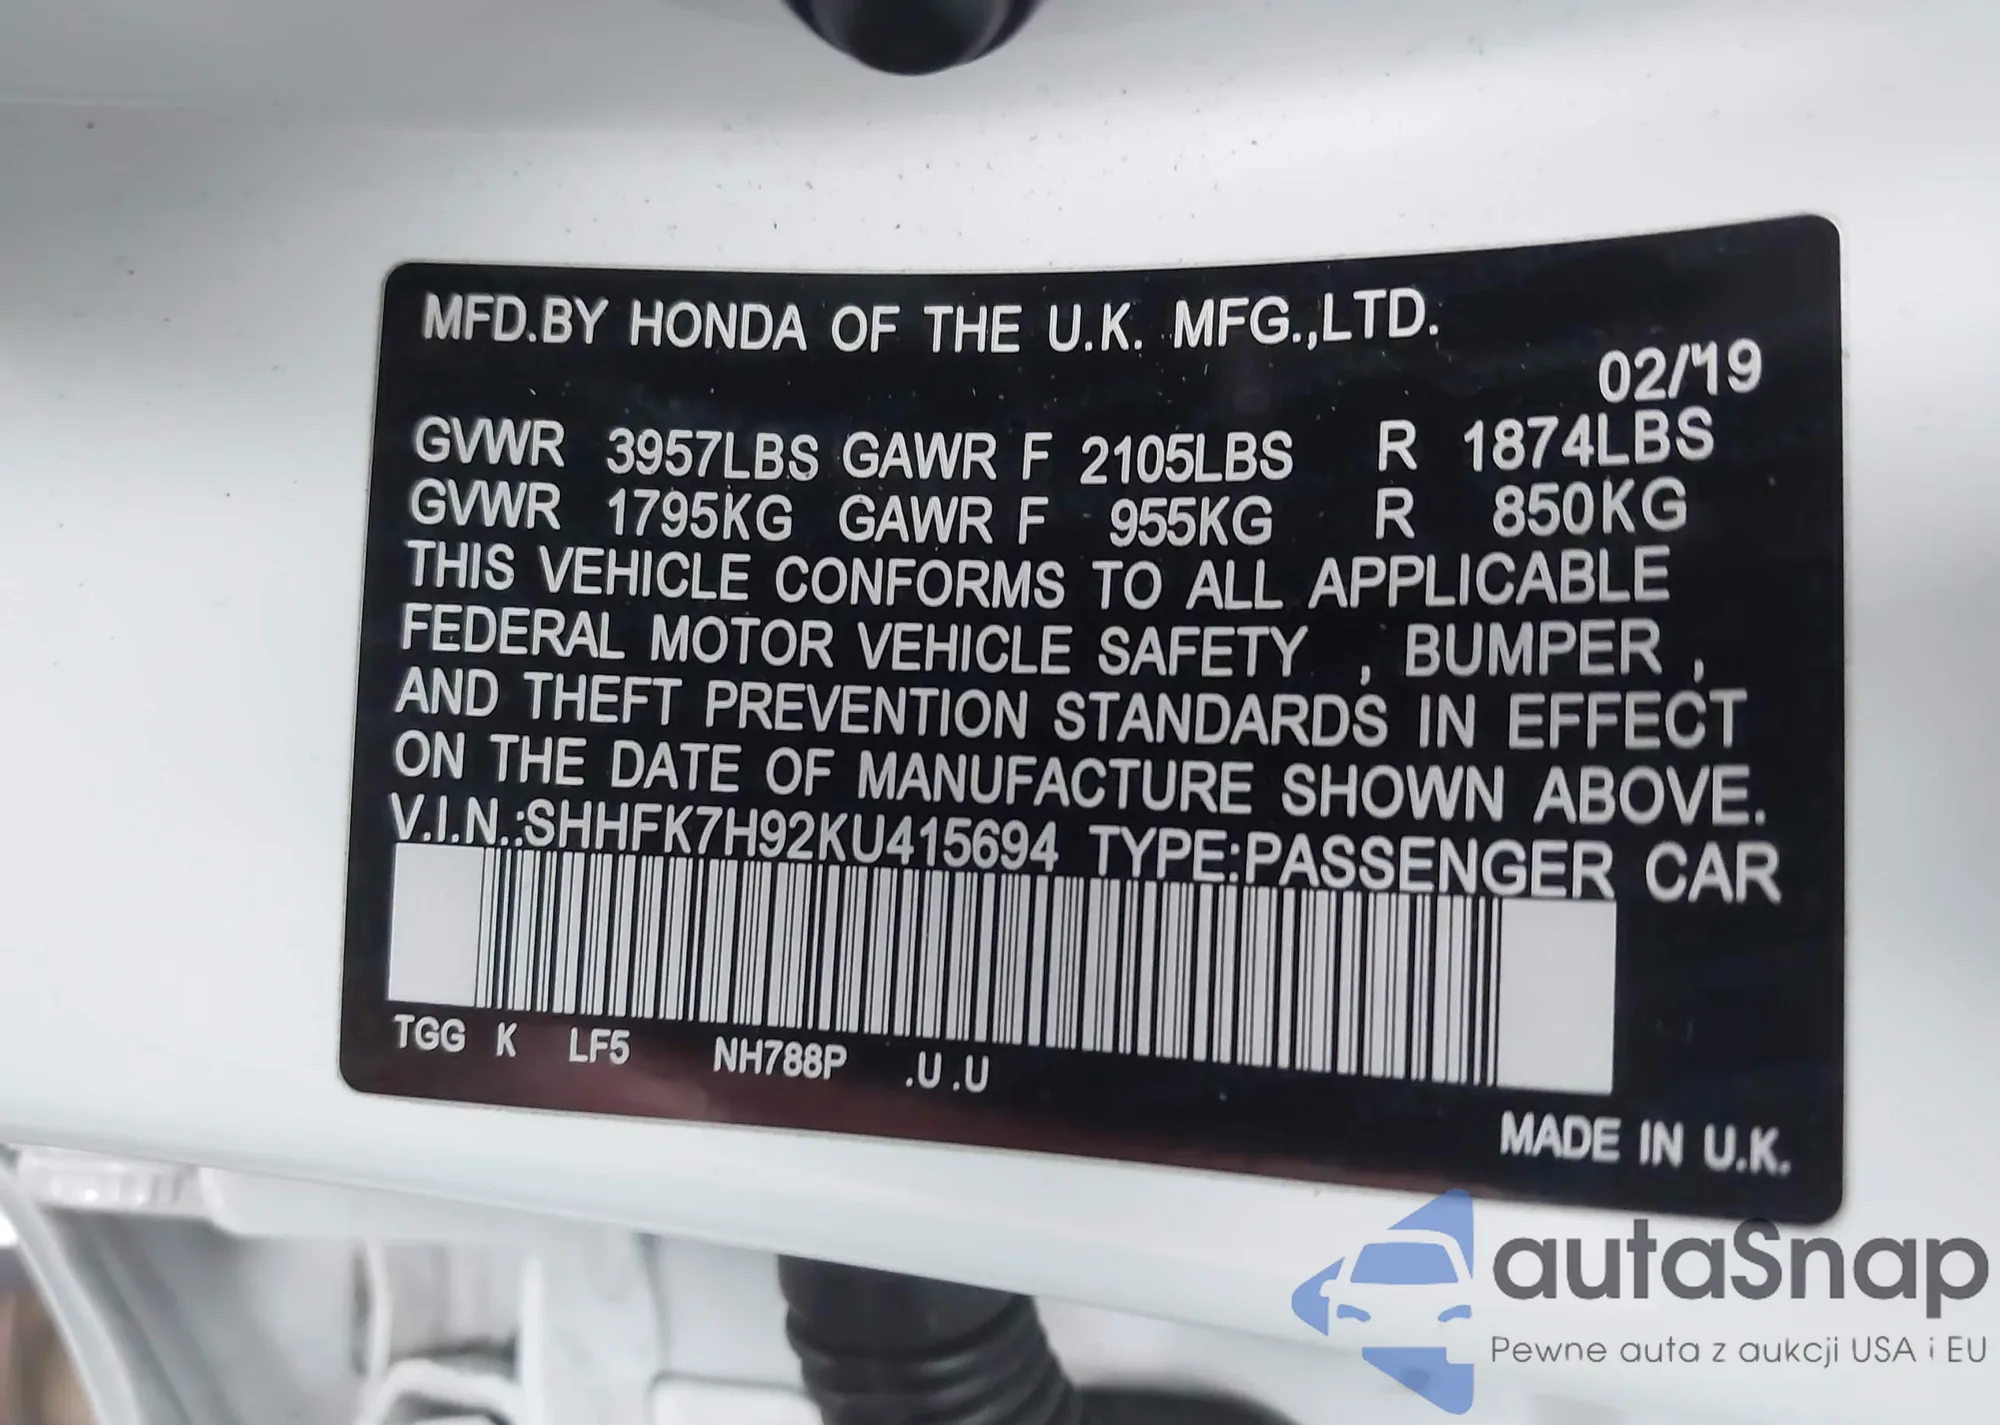 MFD.BY HONDA OF THE U.K. MFG.,LTD.
02/19
GVWR 3957LBS GAWR F 2105LBS R 1874LBS
GVWR 1795KG GAWR F 955KG R 850KG
THIS VEHICLE CONFORMS TO ALL APPLICABLE
FEDERAL MOTOR VEHICLE SAFETY , BUMPER ,
AND THEFT PREVENTION STANDARDS IN EFFECT
ON THE DATE OF MANUFACTURE SHOWN ABOVE.
V.I.N.:SHHFK7H92KU415694 TYPE:PASSENGER CAR
TGG K LF5 NH788P .U .U
MADE IN U.K.
autaSnap
Pewne auta z aukcji USA i EU